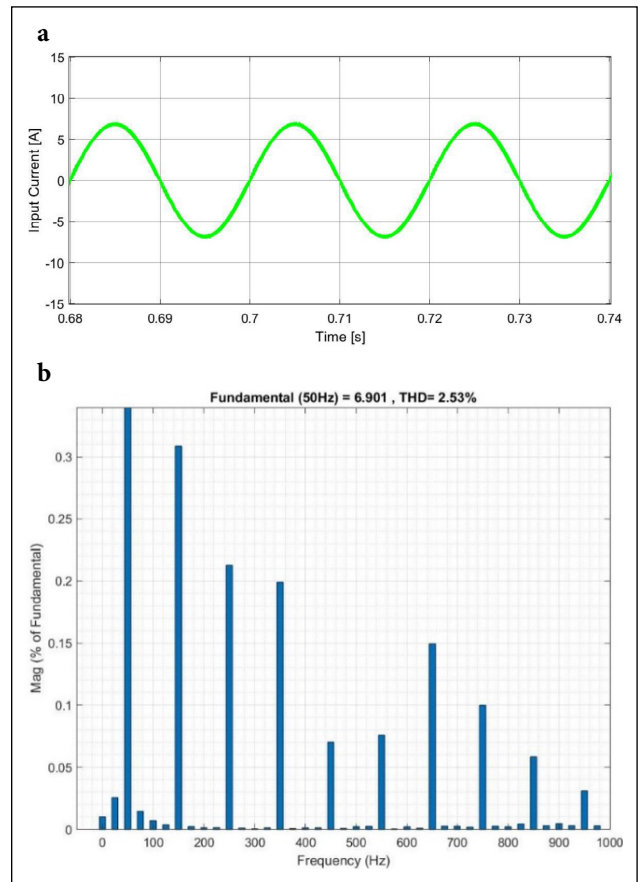 a
15
10
5
0
-5
-10
-15
Input Current [A]
0.68 0.69 0.7 0.71 0.72 0.73 0.74
Time [s]
b
Fundamental (50Hz) = 6.901 , THD= 2.53%
0.3
0.25
0.2
0.15
0.1
0.05
0
Mag (% of Fundamental)
0 100 200 300 400 500 600 700 800 900 1000
Frequency (Hz)